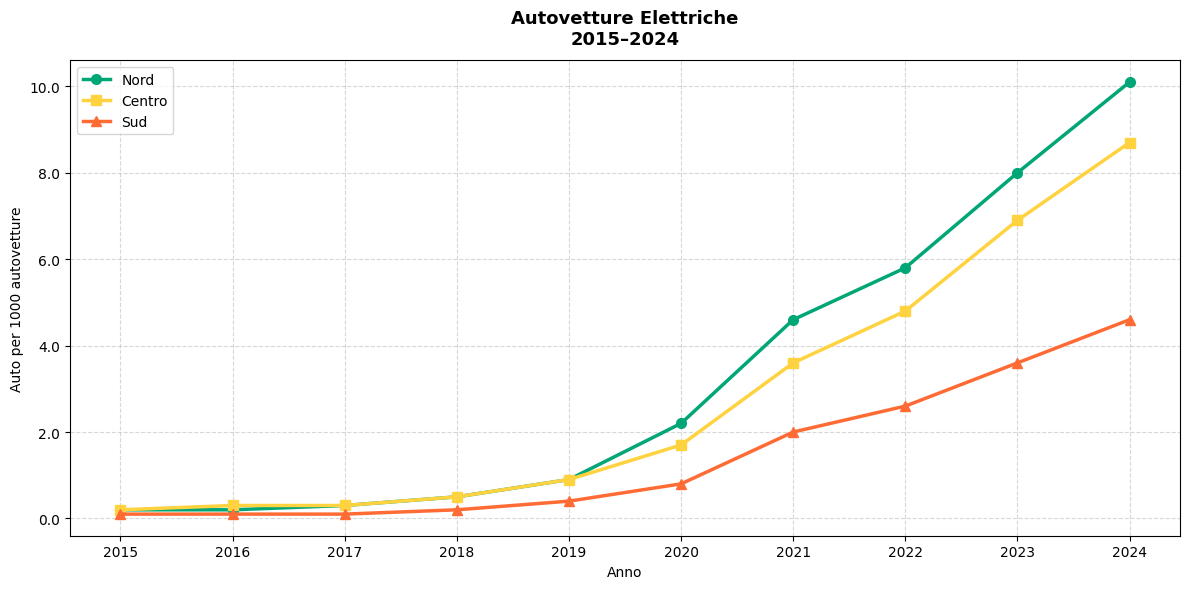 Autovetture Elettriche
2015–2024
Nord
Centro
Sud
Auto per 1000 autovetture
10.0
8.0
6.0
4.0
2.0
0.0
2015 2016 2017 2018 2019 2020 2021 2022 2023 2024
Anno